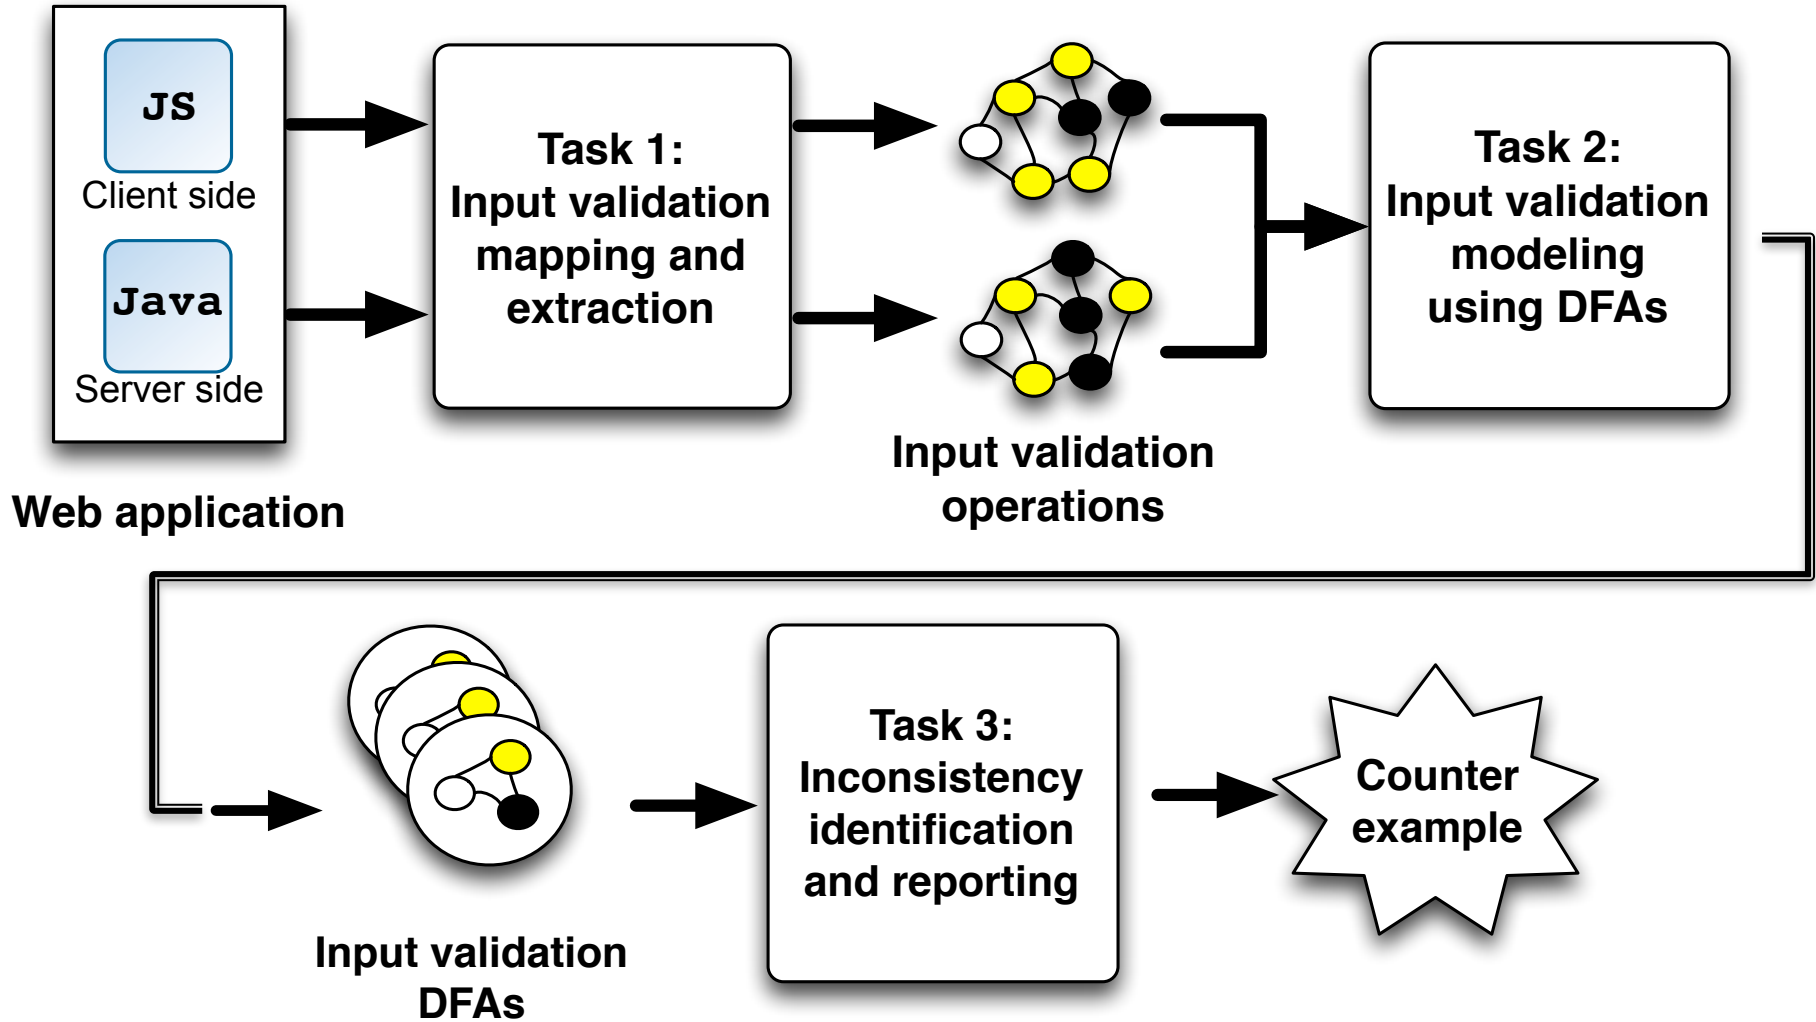 JS
Client side
Java
Server side
Web application
Task 1:
Input validation
mapping and
extraction
Input validation
operations
Task 2:
Input validation
modeling
using DFAs
Input validation
DFAs
Task 3:
Inconsistency
identification
and reporting
Counter
example